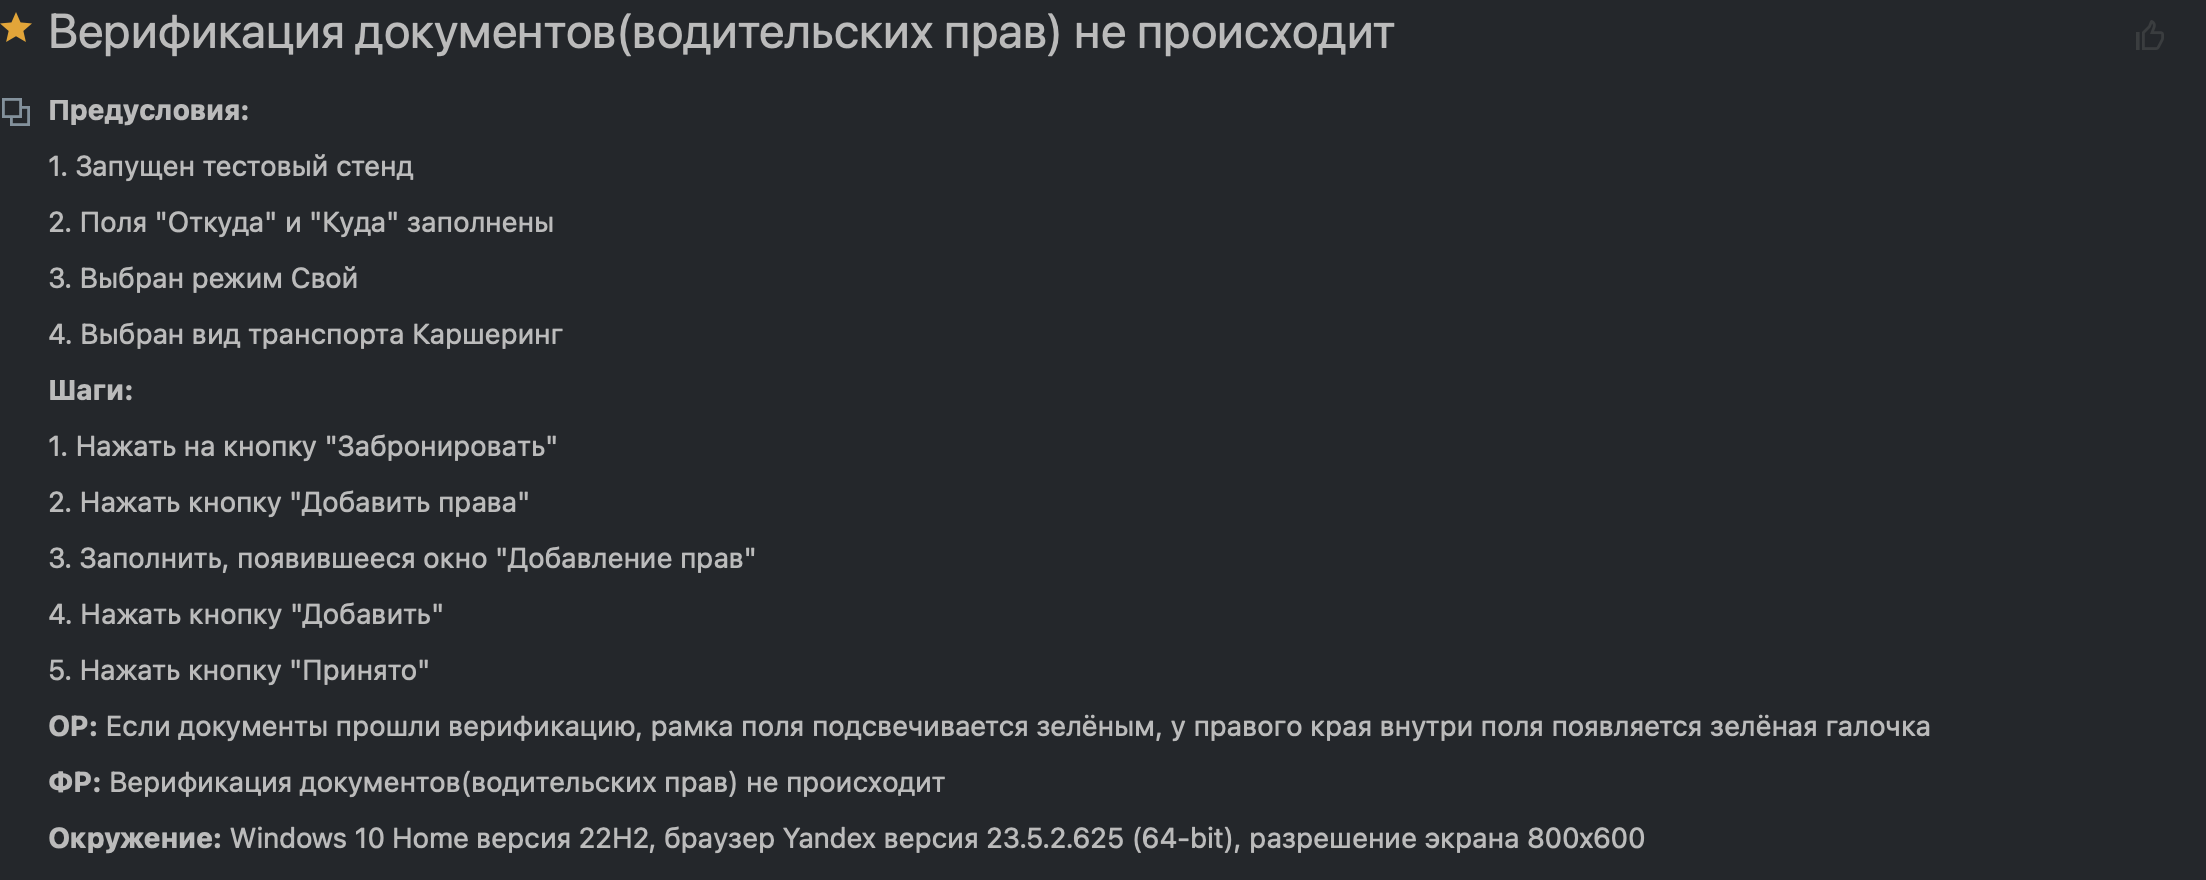 Верификация документов(водительских прав) не происходит
Предусловия:
1. Запущен тестовый стенд
2. Поля "Откуда" и "Куда" заполнены
3. Выбран режим Свой
4. Выбран вид транспорта Каршеринг
Шаги:
1. Нажать на кнопку "Забронировать"
2. Нажать кнопку "Добавить права"
3. Заполнить, появившееся окно "Добавление прав"
4. Нажать кнопку "Добавить"
5. Нажать кнопку "Принято"
ОР: Если документы прошли верификацию, рамка поля подсвечивается зелёным, у правого края внутри поля появляется зелёная галочка
ФР: Верификация документов(водительских прав) не происходит
Окружение: Windows 10 Home версия 22H2, браузер Yandex версия 23.5.2.625 (64-bit), разрешение экрана 800x600